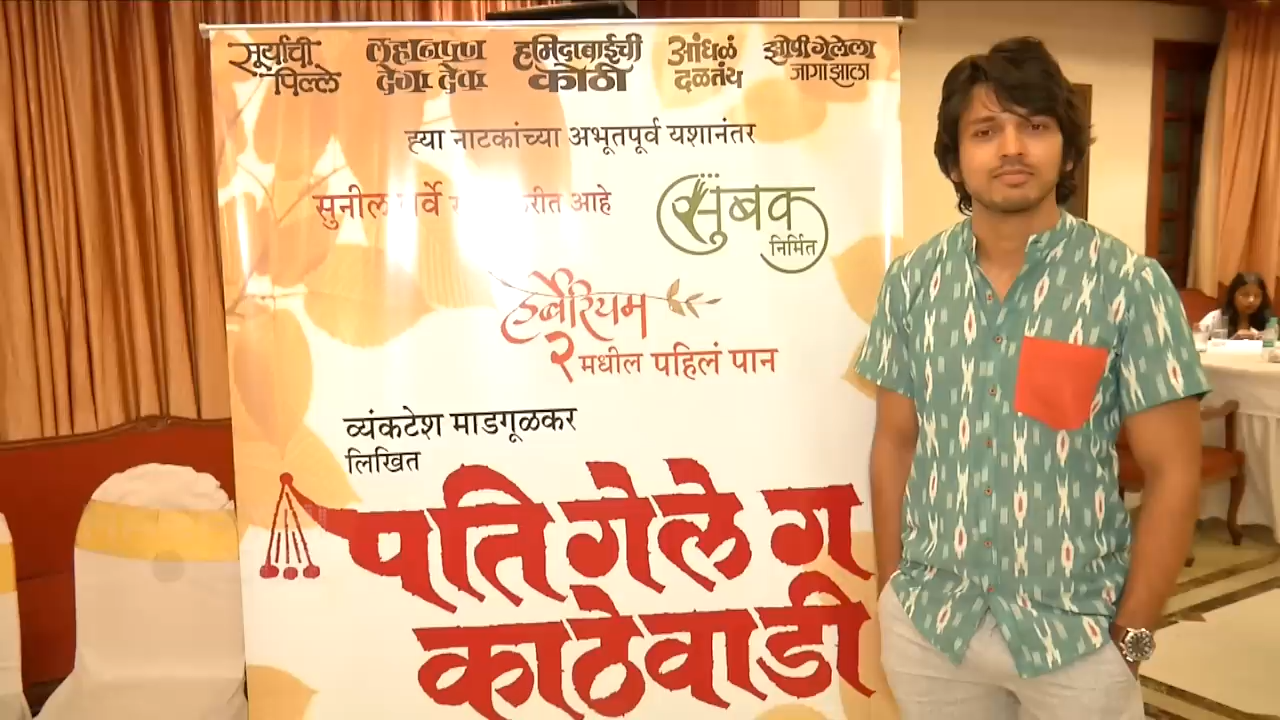 सूर्याची पिल्ले
लहानपण देगा देवा
हमिदाबाईची कोठी
आंधळं दळतंय
झोपी गेलेला जागा झाला
ह्या नाटकांच्या अभूतपूर्व यशानंतर
सुनील आहे
सुबक
निर्मित
हर्बेरियम
२ मधील पहिलं पान
व्यंकटेश माडगूळकर
लिखित
पति गेले ग
काठेवाडी